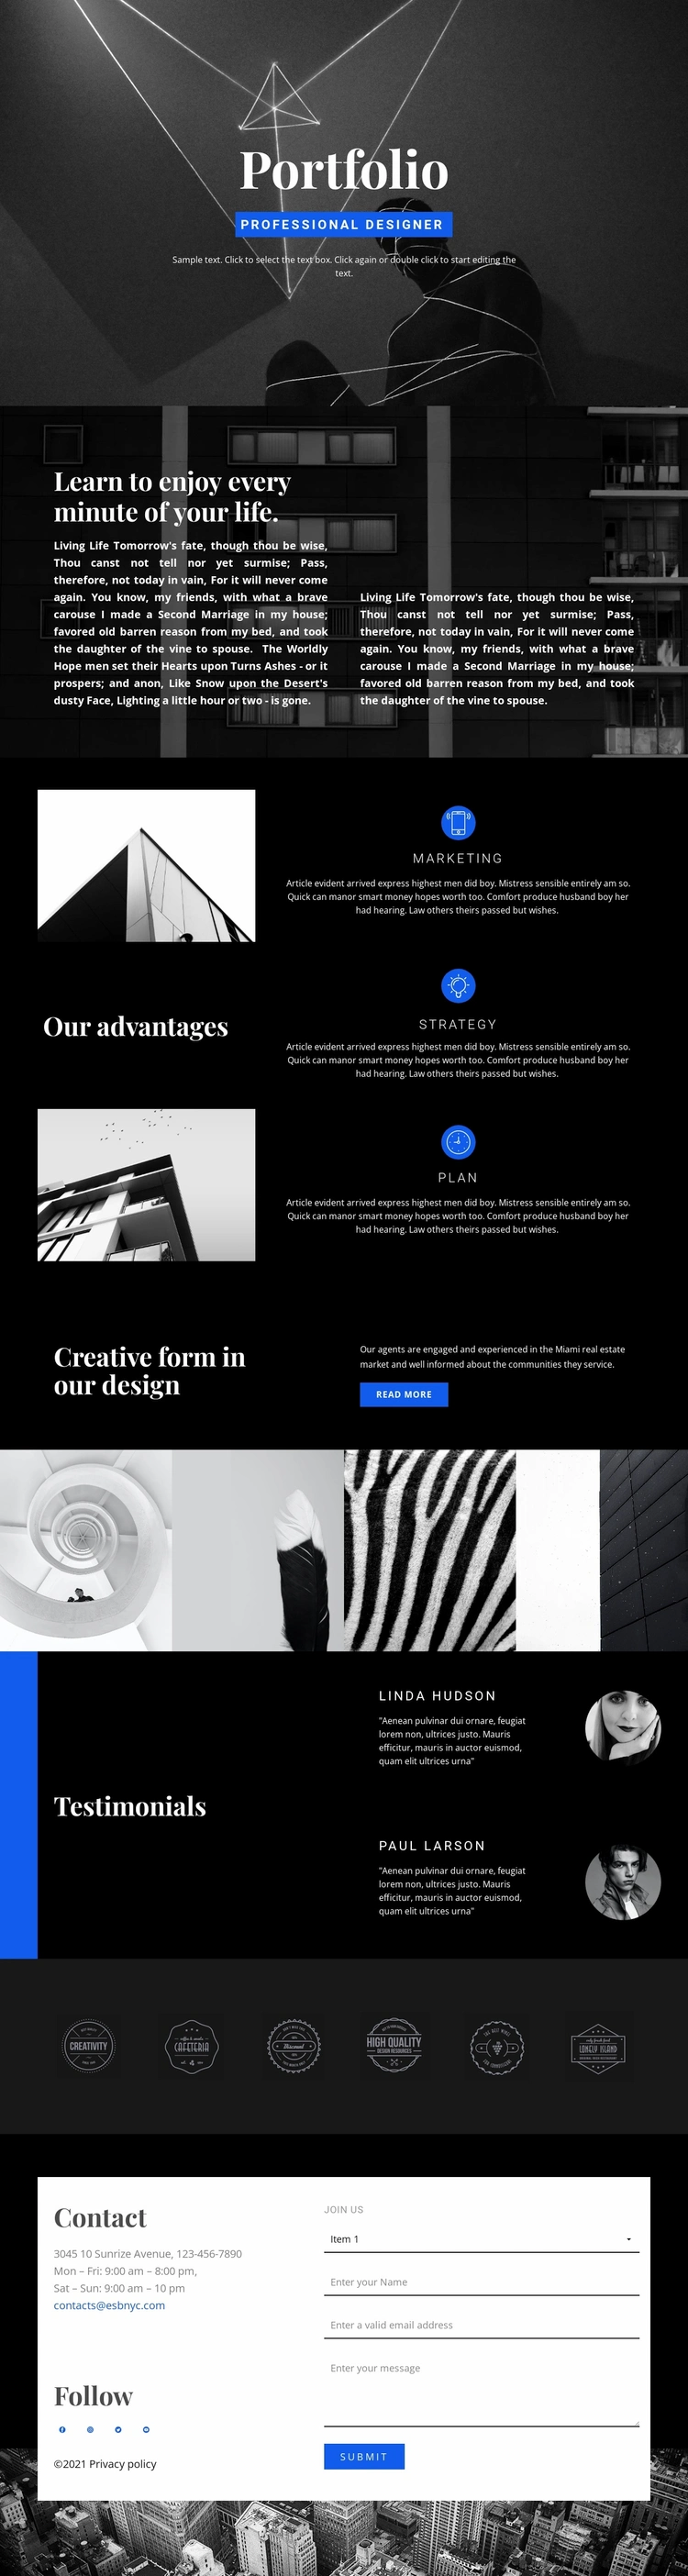 Portfolio
PROFESSIONAL DESIGNER
Sample text. Click to select the text box. Click again or double click to start editing the
text.
Learn to enjoy every
minute of your life.
Living Life Tomorrow's fate, though thou be wise,
Thou canst not tell nor yet surmise; Pass,
therefore, not today in vain, For it will never come
again. You know, my friends, with what a brave
carouse I made a Second Marriage in my house;
favored old barren reason from my bed, and took
the daughter of the vine to spouse. The Worldly
Hope men set their Hearts upon Turns Ashes - or it
prospers; and anon, Like Snow upon the Desert's
dusty Face, Lighting a little hour or two - is gone.
Living Life Tomorrow's fate, though thou be wise,
Thou canst not tell nor yet surmise; Pass,
therefore, not today in vain, For it will never come
again. You know, my friends, with what a brave
carouse I made a Second Marriage in my house;
favored old barren reason from my bed, and took
the daughter of the vine to spouse.
MARKETING
Article evident arrived express highest men did boy. Mistress sensible entirely am so.
Quick can manor smart money hopes worth too. Comfort produce husband boy her
had hearing. Law others theirs passed but wishes.
Our advantages
STRATEGY
Article evident arrived express highest men did boy. Mistress sensible entirely am so.
Quick can manor smart money hopes worth too. Comfort produce husband boy her
had hearing. Law others theirs passed but wishes.
PLAN
Article evident arrived express highest men did boy. Mistress sensible entirely am so.
Quick can manor smart money hopes worth too. Comfort produce husband boy her
had hearing. Law others theirs passed but wishes.
Creative form in
our design
Our agents are engaged and experienced in the Miami real estate
market and well informed about the communities they service.
READ MORE
Testimonials
LINDA HUDSON
"Aenean pulvinar dui ornare, feugiat
lorem non, ultrices justo. Mauris
efficitur, mauris in auctor euismod,
quam elit ultrices urna"
PAUL LARSON
"Aenean pulvinar dui ornare, feugiat
lorem non, ultrices justo. Mauris
efficitur, mauris in auctor euismod,
quam elit ultrices urna"
CREATIVITY
CAFETERIA
Discount
HIGH QUALITY
DESIGN RESOURCES
THE BEST WINE
LONELY ISLAND
Contact
3045 10 Sunrize Avenue, 123-456-7890
Mon – Fri: 9:00 am – 8:00 pm,
Sat – Sun: 9:00 am – 10 pm
contacts@esbnyc.com
Follow
©2021 Privacy policy
JOIN US
Item 1
Enter your Name
Enter a valid email address
Enter your message
SUBMIT